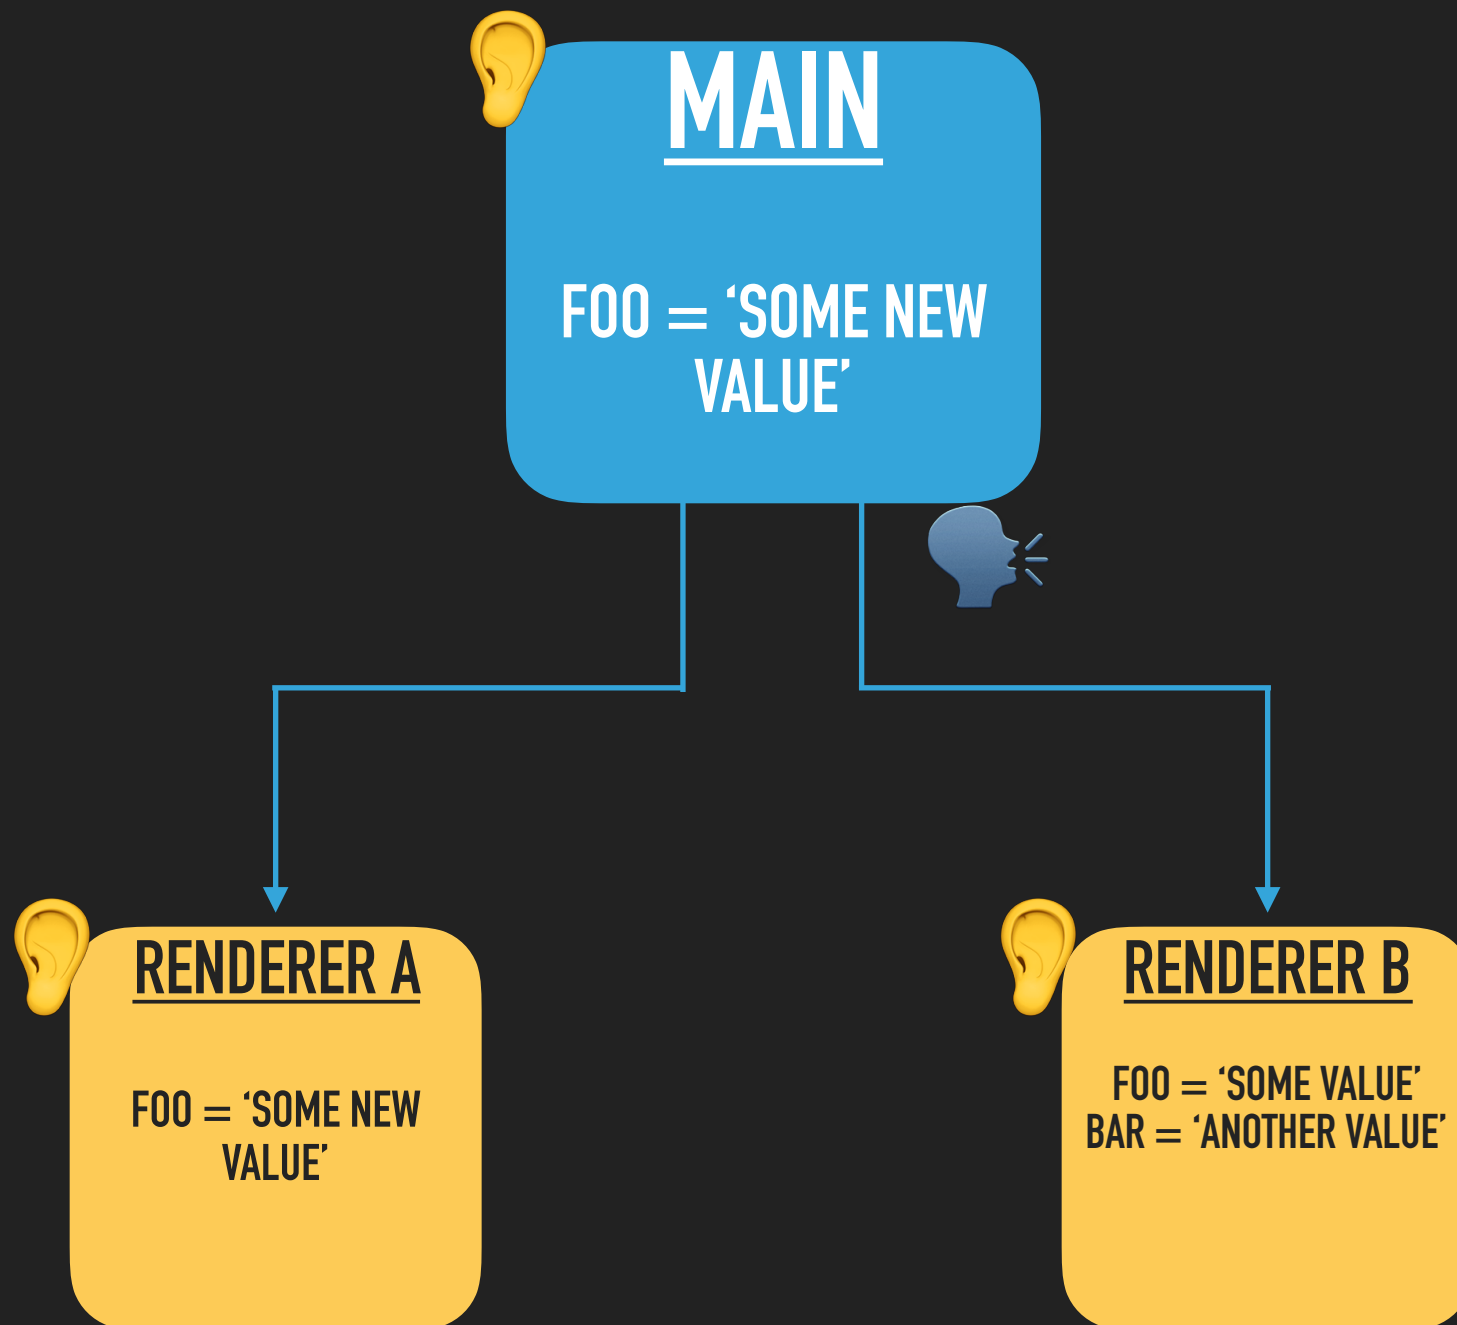 MAIN
FOO = ‘SOME NEW
VALUE’
RENDERER A
FOO = ‘SOME NEW
VALUE’
RENDERER B
FOO = ‘SOME VALUE’
BAR = ‘ANOTHER VALUE’